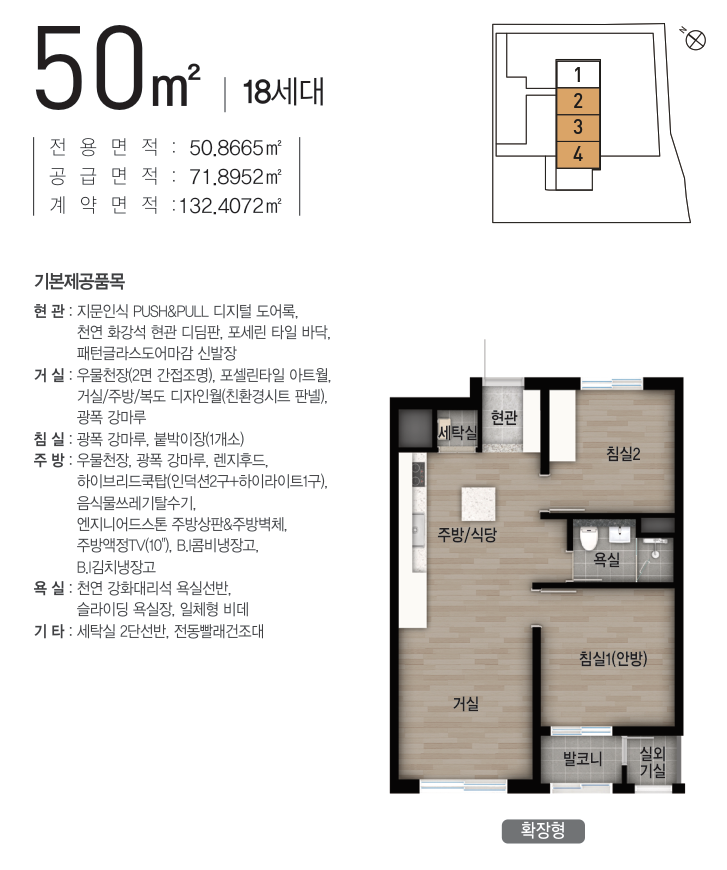 50㎡ | 18세대
전 용 면 적 : 50.8665㎡
공 급 면 적 : 71.8952㎡
계 약 면 적 : 132.4072㎡
N
1
2
3
4
기본제공품목
현 관 : 지문인식 PUSH&PULL 디지털 도어록,
천연 화강석 현관 디딤판, 포세린 타일 바닥,
패턴글라스도어마감 신발장
거 실 : 우물천장(2면 간접조명), 포셀린타일 아트월,
거실/주방/복도 디자인월(친환경시트 판넬),
광폭 강마루
침 실 : 광폭 강마루, 붙박이장(1개소)
주 방 : 우물천장, 광폭 강마루, 렌지후드,
하이브리드쿡탑(인덕션2구+하이라이트1구),
음식물쓰레기탈수기,
엔지니어드스톤 주방상판&주방벽체,
주방액정TV(10"), B.I콤비냉장고,
B.I김치냉장고
욕 실 : 천연 강화대리석 욕실선반,
슬라이딩 욕실장, 일체형 비데
기 타 : 세탁실 2단선반, 전동빨래건조대
현관
세탁실
침실2
주방/식당
욕실
침실1(안방)
거실
발코니
실외
기실
확장형